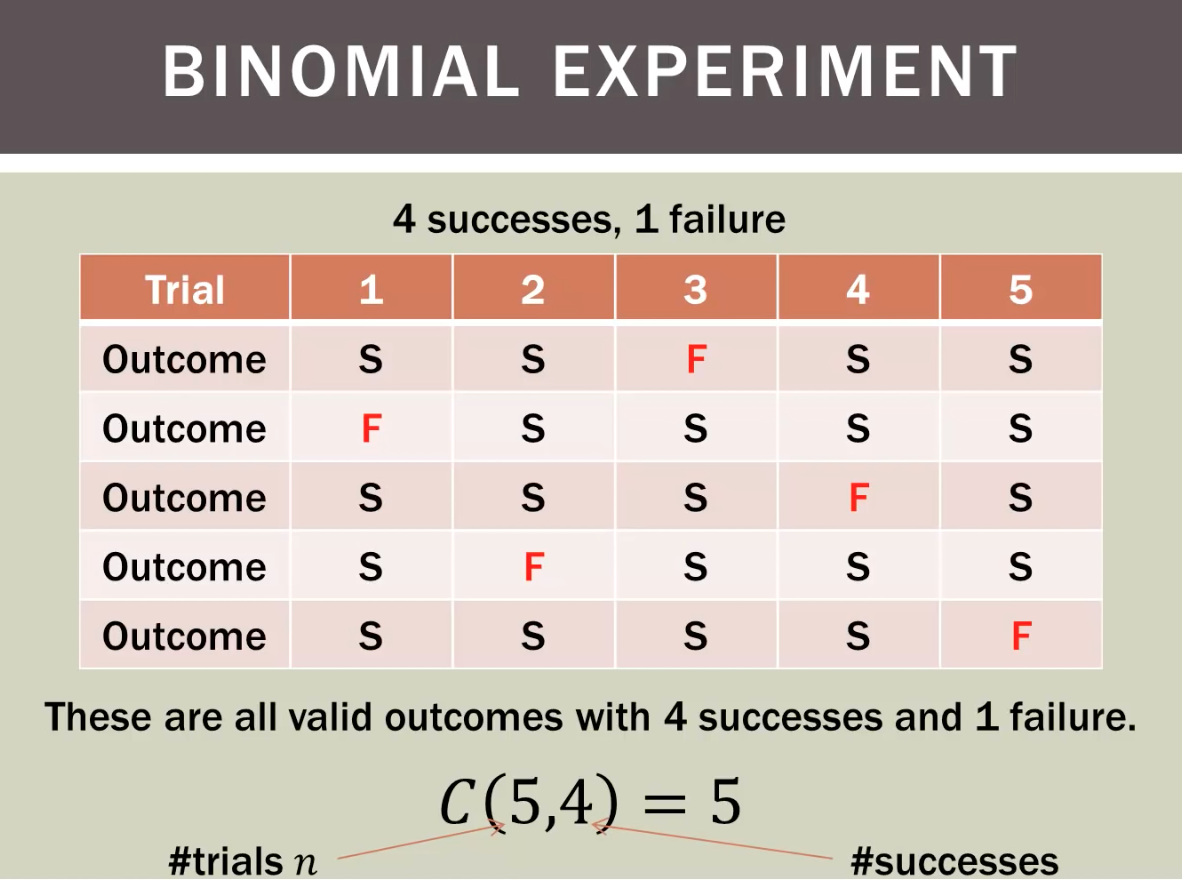 BINOMIAL EXPERIMENT
4 successes, 1 failure
Trial 1 2 3 4 5
Outcome S S F S S
Outcome F S S S S
Outcome S S S F S
Outcome S F S S S
Outcome S S S S F
These are all valid outcomes with 4 successes and 1 failure.
C(5,4) = 5
#trials n #successes